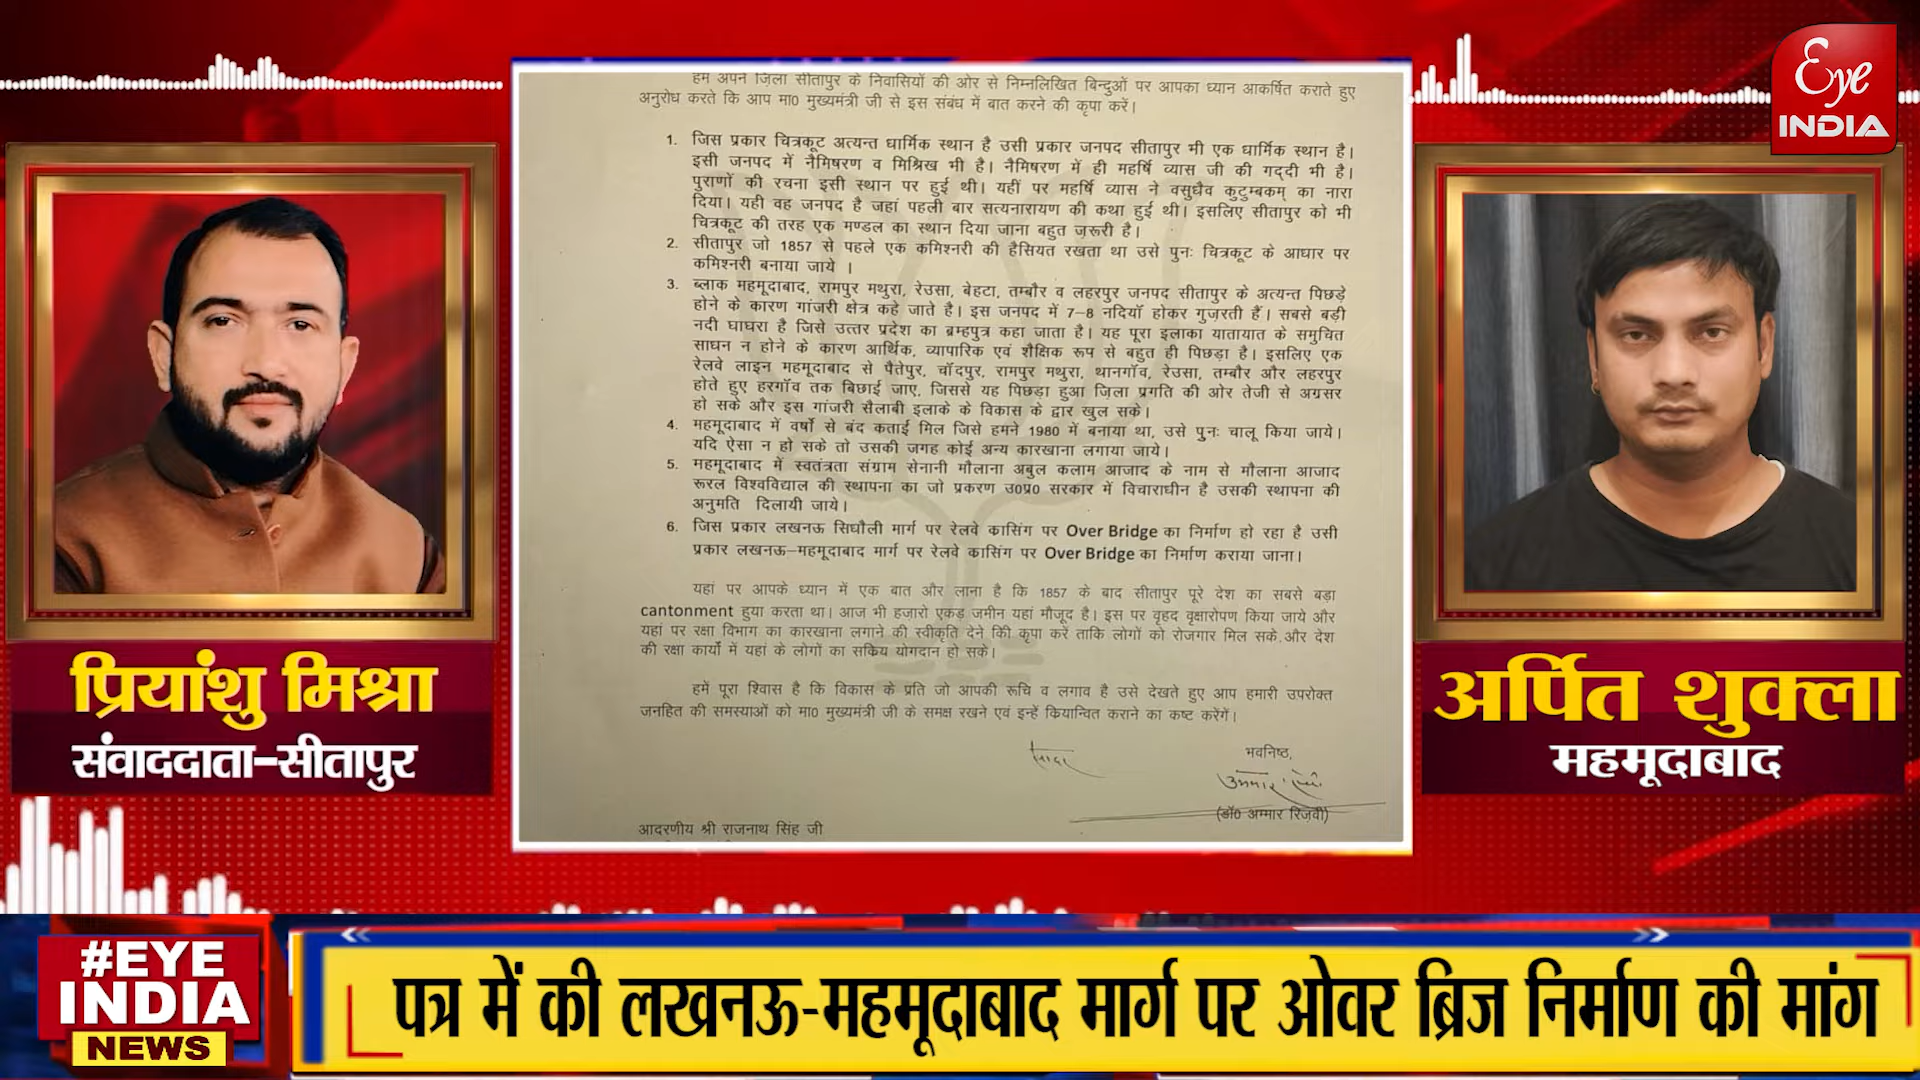 Eye
INDIA
हम अपने ज़िला सीतापुर के निवासियों की ओर से निम्नलिखित बिन्दुओं पर आपका ध्यान आकर्षित कराते हुए
अनुरोध करते कि आप मा0 मुख्यमंत्री जी से इस संबंध में बात करने की कृपा करें।
1. जिस प्रकार चित्रकूट अत्यन्त धार्मिक स्थान है उसी प्रकार जनपद सीतापुर भी एक धार्मिक स्थान है।
इसी जनपद में नैमिषरण व मिश्रिख भी है। नैमिषरण में ही महर्षि व्यास जी की गद्दी भी है।
पुराणों की रचना इसी स्थान पर हुई थी। यहीं पर महर्षि व्यास ने वसुधैव कुटुम्बकम् का नारा
दिया। यही वह जनपद है जहां पहली बार सत्यनारायण की कथा हुई थी। इसलिए सीतापुर को भी
चित्रकूट की तरह एक मण्डल का स्थान दिया जाना बहुत ज़रूरी है।
2. सीतापुर जो 1857 से पहले एक कमिश्नरी की हैसियत रखता था उसे पुनः चित्रकूट के आधार पर
कमिश्नरी बनाया जाये ।
3. ब्लाक महमूदाबाद, रामपुर मथुरा, रेउसा, बेहटा, तम्बौर व लहरपुर जनपद सीतापुर के अत्यन्त पिछड़े
होने के कारण गांजरी क्षेत्र कहे जाते है। इस जनपद में 7–8 नदियॉ होकर गुज़रती हैं। सबसे बड़ी
नदी घाघरा है जिसे उत्तर प्रदेश का ब्रम्हपुत्र कहा जाता है। यह पूरा इलाका यातायात के समुचित
साधन न होने के कारण आर्थिक, व्यापारिक एवं शैक्षिक रूप से बहुत ही पिछड़ा है। इसलिए एक
रेलवे लाइन महमूदाबाद से पैतेपुर, चॉदपुर, रामपुर मथुरा, थानगॉव, रेउसा, तम्बौर और लहरपुर
होते हुए हरगॉव तक बिछाई जाए, जिससे यह पिछड़ा हुआ ज़िला प्रगति की ओर तेजी से अग्रसर
हो सके और इस गांजरी सैलाबी इलाके के विकास के द्वार खुल सके।
4. महमूदाबाद में वर्षो से बंद कताई मिल जिसे हमने 1980 में बनाया था, उसे पुनः चालू किया जाये।
यदि ऐसा न हो सके तो उसकी जगह कोई अन्य कारखाना लगाया जाये।
5. महमूदाबाद में स्वतंत्रता संग्राम सेनानी मौलाना अबुल कलाम आजाद के नाम से मौलाना आजाद
रूरल विश्वविद्याल की स्थापना का जो प्रकरण उ0प्र0 सरकार में विचाराधीन है उसकी स्थापना की
अनुमति दिलायी जाये।
6. जिस प्रकार लखनऊ सिधौली मार्ग पर रेलवे कासिंग पर Over Bridge का निर्माण हो रहा है उसी
प्रकार लखनऊ–महमूदाबाद मार्ग पर रेलवे कासिंग पर Over Bridge का निर्माण कराया जाना।
यहां पर आपके ध्यान में एक बात और लाना है कि 1857 के बाद सीतापुर पूरे देश का सबसे बड़ा
cantonment हुया करता था। आज भी हजारो एकड़ जमीन यहां मौजूद है। इस पर वृहद वृक्षारोपण किया जाये और
यहां पर रक्षा विभाग का कारखाना लगाने की स्वीकृति देने किी कृपा करें ताकि लोगों को रोजगार मिल सके और देश
की रक्षा कार्यो में यहां के लोगों का सकिय योगदान हो सके।
हमें पूरा श्विास है कि विकास के प्रति जो आपकी रूचि व लगाव है उसे देखते हुए आप हमारी उपरोक्त
जनहित की समस्याओं को मा0 मुख्यमंत्री जी के समक्ष रखने एवं इन्हें कियान्वित कराने का कष्ट करेंगें।
सादर
भवनिष्ठ,
(डॉ0 अम्मार रिज़वी)
आदरणीय श्री राजनाथ सिंह जी
प्रियांशु मिश्रा
संवाददाता-सीतापुर
अर्पित शुक्ला
महमूदाबाद
#EYE
INDIA
NEWS
पत्र में की लखनऊ-महमूदाबाद मार्ग पर ओवर ब्रिज निर्माण की मांग